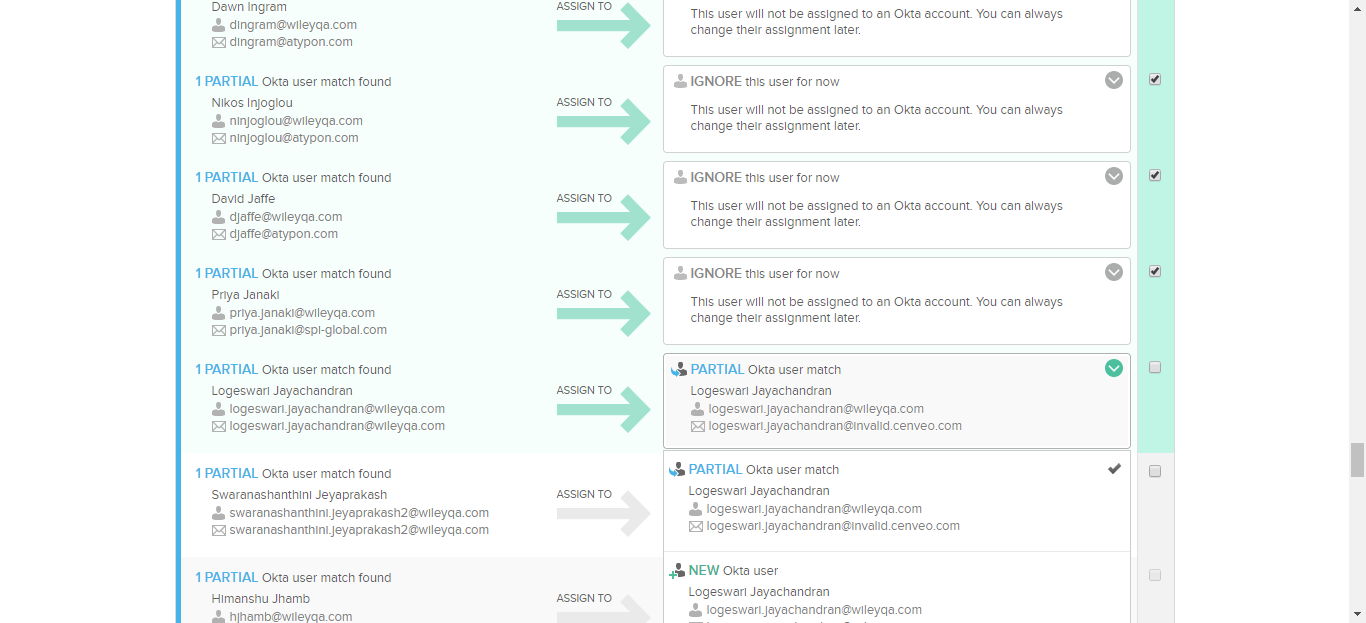 Dawn Ingram
dingram@wileyqa.com
dingram@atypon.com
ASSIGN TO
This user will not be assigned to an Okta account. You can always
change their assignment later.
1 PARTIAL Okta user match found
Nikos Injoglou
ninjoglou@wileyqa.com
ninjoglou@atypon.com
ASSIGN TO
IGNORE this user for now
This user will not be assigned to an Okta account. You can always
change their assignment later.
1 PARTIAL Okta user match found
David Jaffe
djaffe@wileyqa.com
djaffe@atypon.com
ASSIGN TO
IGNORE this user for now
This user will not be assigned to an Okta account. You can always
change their assignment later.
1 PARTIAL Okta user match found
Priya Janaki
priya.janaki@wileyqa.com
priya.janaki@spi-global.com
ASSIGN TO
IGNORE this user for now
This user will not be assigned to an Okta account. You can always
change their assignment later.
1 PARTIAL Okta user match found
Logeswari Jayachandran
logeswari.jayachandran@wileyqa.com
logeswari.jayachandran@wileyqa.com
ASSIGN TO
PARTIAL Okta user match
Logeswari Jayachandran
logeswari.jayachandran@wileyqa.com
logeswari.jayachandran@invalid.cenveo.com
1 PARTIAL Okta user match found
Swaranashanthini Jeyaprakash
swaranashanthini.jeyaprakash2@wileyqa.com
swaranashanthini.jeyaprakash2@wileyqa.com
ASSIGN TO
PARTIAL Okta user match
Logeswari Jayachandran
logeswari.jayachandran@wileyqa.com
logeswari.jayachandran@invalid.cenveo.com
1 PARTIAL Okta user match found
Himanshu Jhamb
hjhamb@wileyqa.com
ASSIGN TO
NEW Okta user
Logeswari Jayachandran
logeswari.jayachandran@wileyqa.com